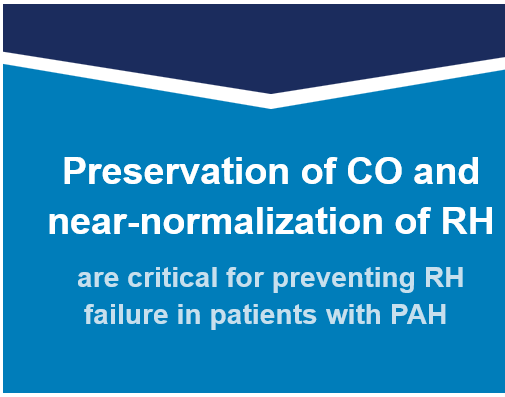 Preservation of CO and
near-normalization of RH
are critical for preventing RH
failure in patients with PAH